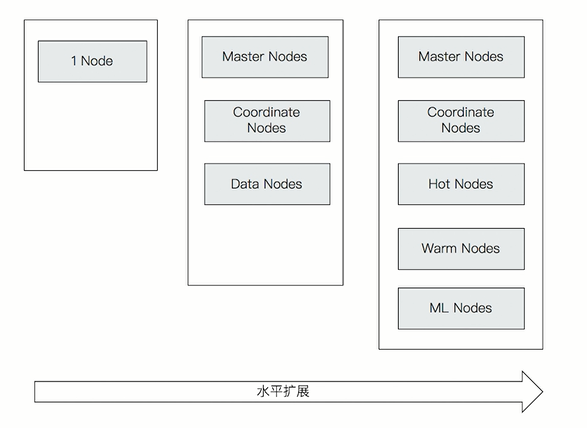 1 Node
Master Nodes
Coordinate
Nodes
Data Nodes
Master Nodes
Coordinate
Nodes
Hot Nodes
Warm Nodes
ML Nodes
水平扩展